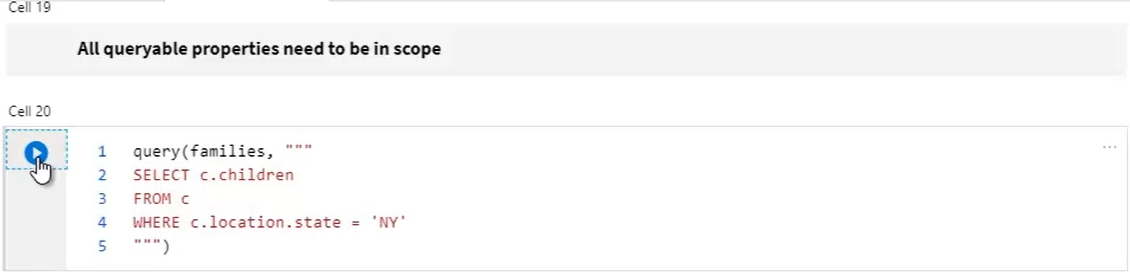 Cell 19
All queryable properties need to be in scope
Cell 20
1 query(families, """
2 SELECT c.children
3 FROM c
4 WHERE c.location.state = 'NY'
5 """)